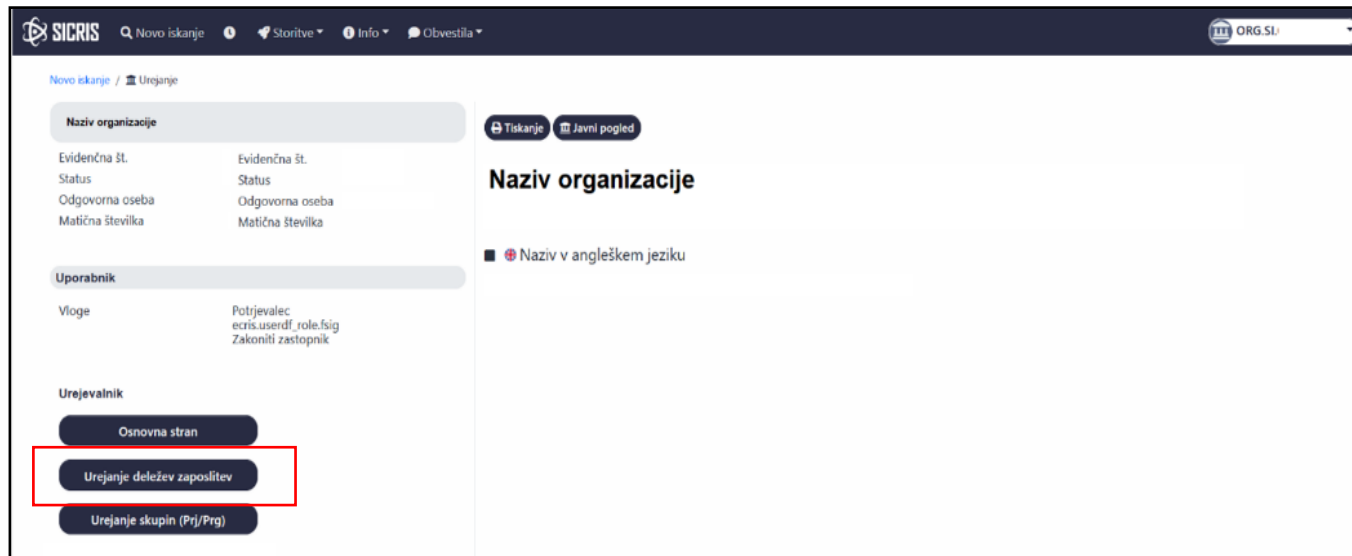 SICRIS Novo iskanje Storitve Info Obvestila ORG.SI.
Novo iskanje / Urejanje
Naziv organizacije
Evidenčna št. Evidenčna št.
Status Status
Odgovorna oseba Odgovorna oseba
Matična številka Matična številka
Uporabnik
Vloge Potrjevalec
ecris.userdf_role.fsig
Zakoniti zastopnik
Urejevalnik
Osnovna stran
Urejanje deležev zaposlitev
Urejanje skupin (Prj/Prg)
Tiskanje Javni pogled
Naziv organizacije
Naziv v angleškem jeziku